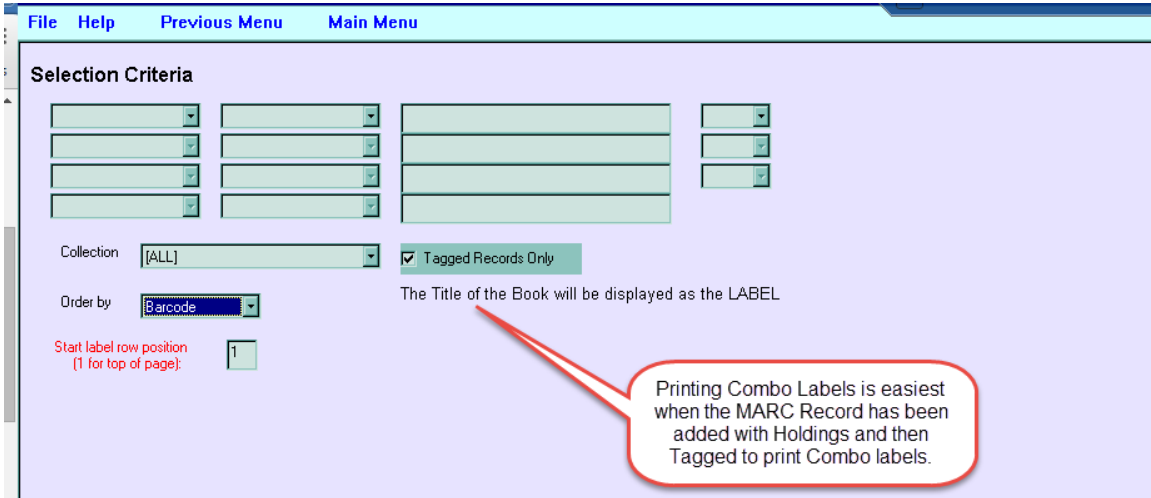 File Help Previous Menu Main Menu
Selection Criteria
Collection [ALL] Tagged Records Only
Order by Barcode The Title of the Book will be displayed as the LABEL
Start label row position 1
(1 for top of page):
Printing Combo Labels is easiest
when the MARC Record has been
added with Holdings and then
Tagged to print Combo labels.